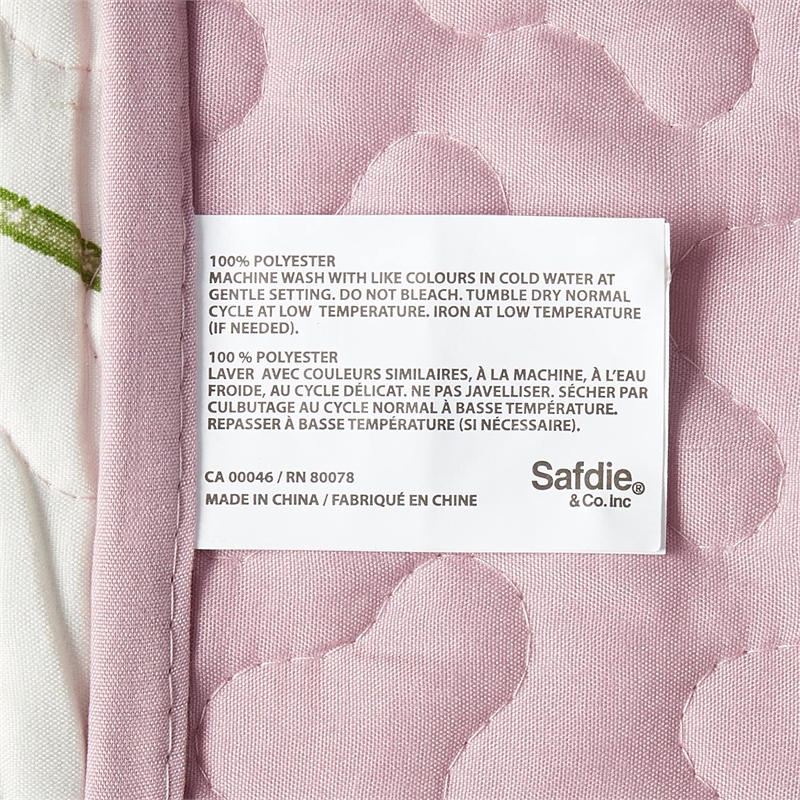 100% POLYESTER
MACHINE WASH WITH LIKE COLOURS IN COLD WATER AT
GENTLE SETTING. DO NOT BLEACH. TUMBLE DRY NORMAL
CYCLE AT LOW TEMPERATURE. IRON AT LOW TEMPERATURE
(IF NEEDED).
100 % POLYESTER
LAVER AVEC COULEURS SIMILAIRES, À LA MACHINE, À L'EAU
FROIDE, AU CYCLE DÉLICAT. NE PAS JAVELLISER. SÉCHER PAR
CULBUTAGE AU CYCLE NORMAL À BASSE TEMPÉRATURE.
REPASSER À BASSE TEMPÉRATURE (SI NÉCESSAIRE).
CA 00046 / RN 80078
MADE IN CHINA / FABRIQUÉ EN CHINE
Safdie®
& Co. Inc